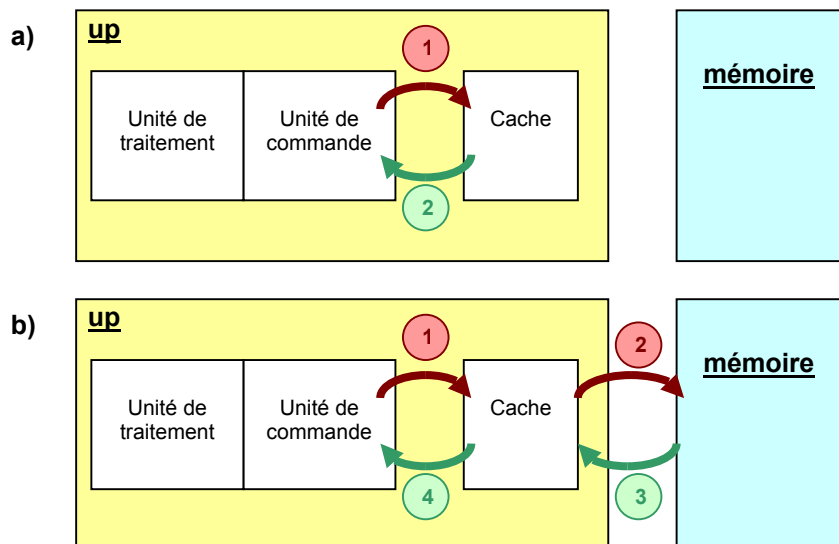 a)
up
1
mémoire
Unité de
traitement
Unité de
commande
Cache
2
b)
up
1
2
mémoire
Unité de
traitement
Unité de
commande
Cache
4
3